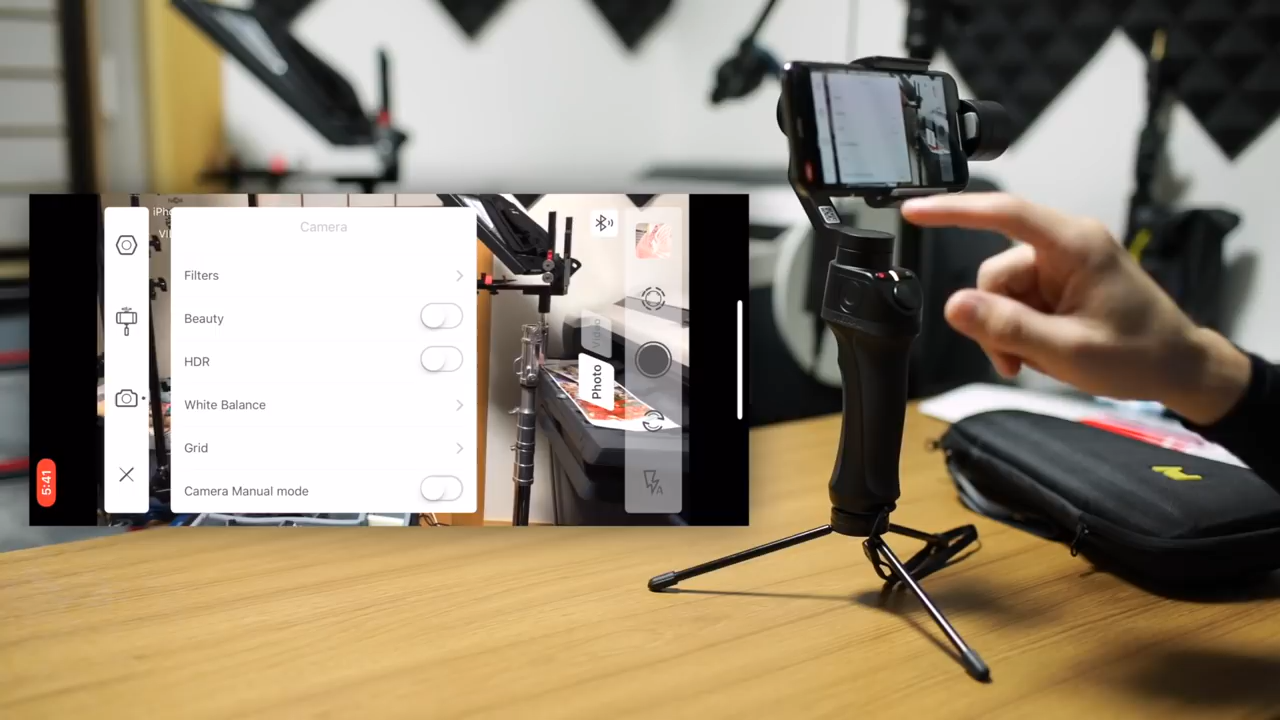 Camera
Filters
Beauty
HDR
White Balance
Grid
Camera Manual mode
Video
Photo
5:41